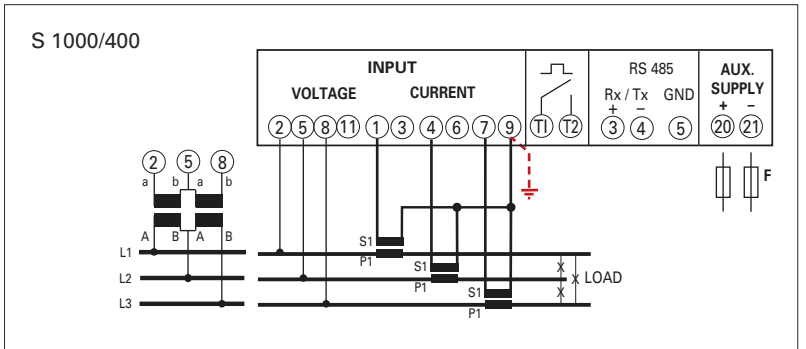 S 1000/400
INPUT
VOLTAGE CURRENT
RS 485
Rx / Tx GND
+ −
AUX.
SUPPLY
+ −
2 5 8 11 1 3 4 6 7 9 T1 T2 3 4 5 20 21
2 5 8
a b a b
F
A B A B
S1
L1
P1
S1
L2
P1
LOAD
S1
L3
P1
X
X
X